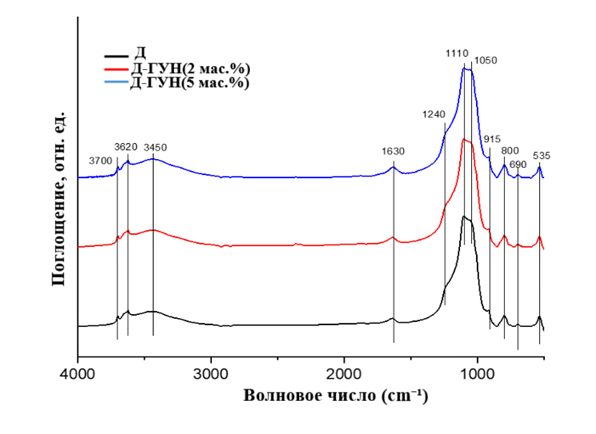 Д
Д-ГУН(2 мас.%)
Д-ГУН(5 мас.%)
1110 1050
1240
3700 3620 3450 1630 915 800 690 535
Поглощение, отн. ед.
4000 3000 2000 1000
Волновое число (cm⁻¹)